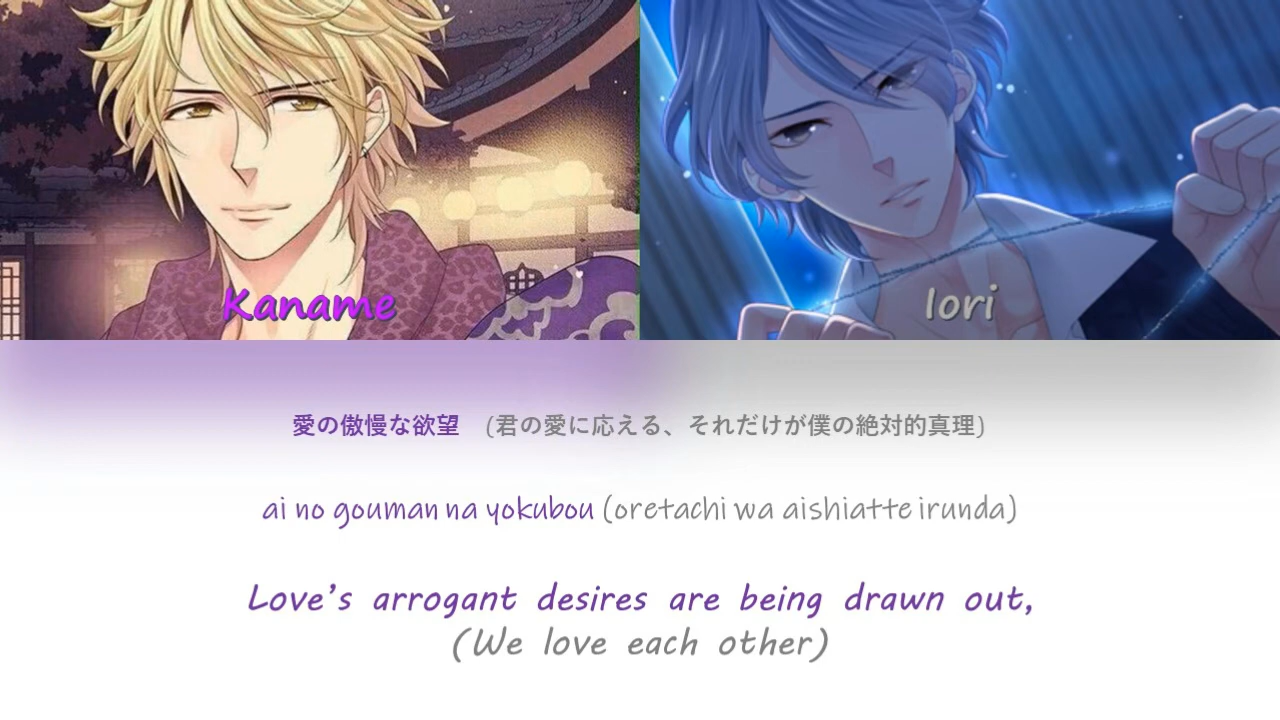 Kaname
Iori
愛の傲慢な欲望 (君の愛に応える、それだけが僕の絶対的真理)
ai no gouman na yokubou (oretachi wa aishiatte irunda)
Love's arrogant desires are being drawn out,
(We love each other)